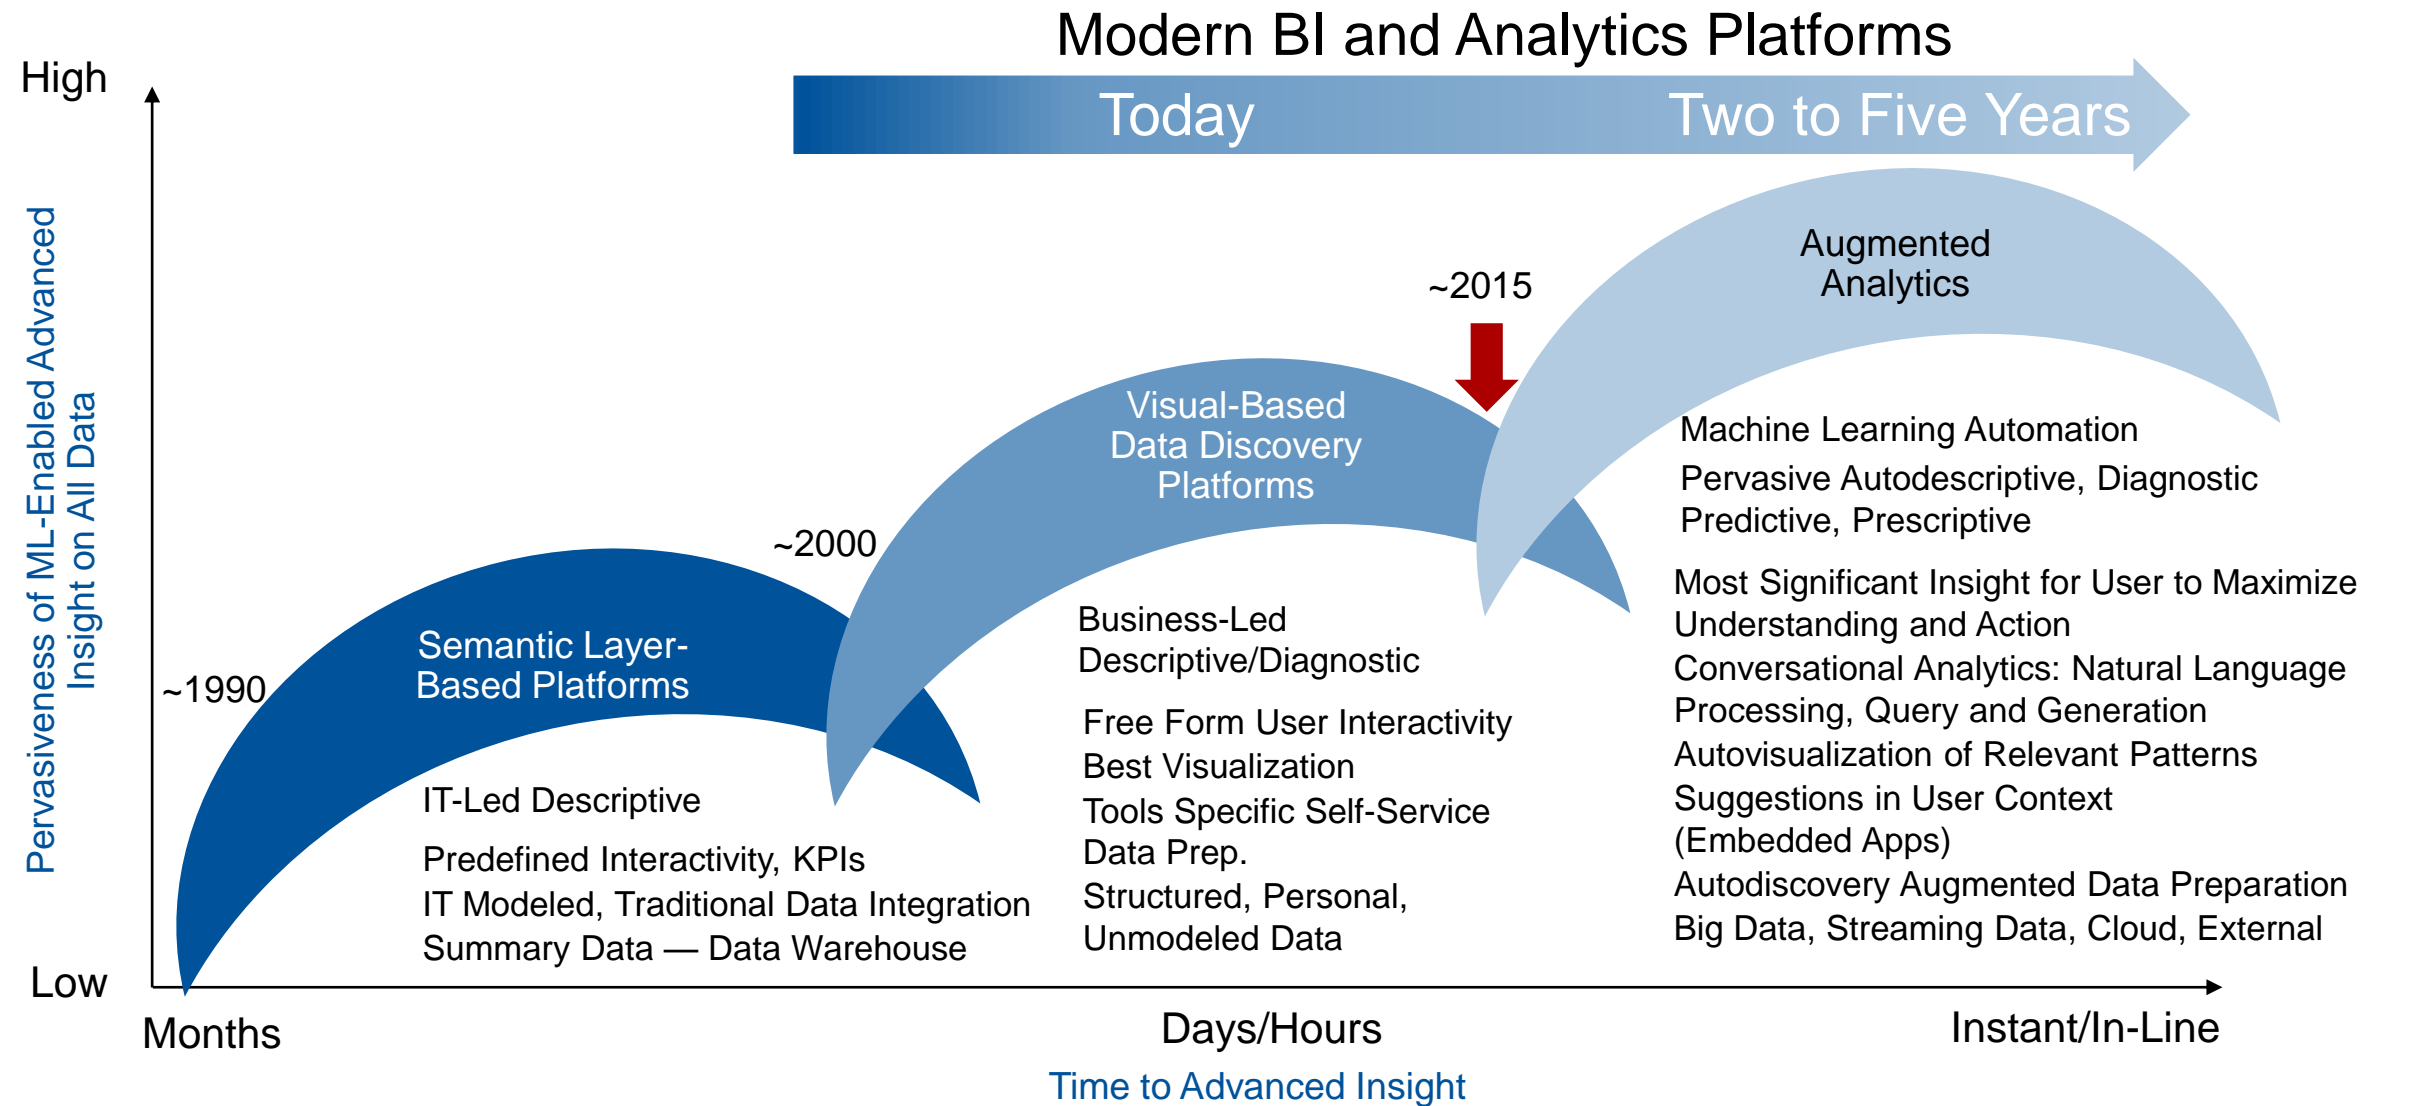 Modern BI and Analytics Platforms
High
Today
Two to Five Years
Pervasiveness of ML-Enabled Advanced
Insight on All Data
~1990
Semantic Layer-
Based Platforms
IT-Led Descriptive
Predefined Interactivity, KPIs
IT Modeled, Traditional Data Integration
Summary Data — Data Warehouse
~2000
Visual-Based
Data Discovery
Platforms
Business-Led
Descriptive/Diagnostic
Free Form User Interactivity
Best Visualization
Tools Specific Self-Service
Data Prep.
Structured, Personal,
Unmodeled Data
~2015
Augmented
Analytics
Machine Learning Automation
Pervasive Autodescriptive, Diagnostic
Predictive, Prescriptive
Most Significant Insight for User to Maximize
Understanding and Action
Conversational Analytics: Natural Language
Processing, Query and Generation
Autovisualization of Relevant Patterns
Suggestions in User Context
(Embedded Apps)
Autodiscovery Augmented Data Preparation
Big Data, Streaming Data, Cloud, External
Low
Months
Days/Hours
Instant/In-Line
Time to Advanced Insight